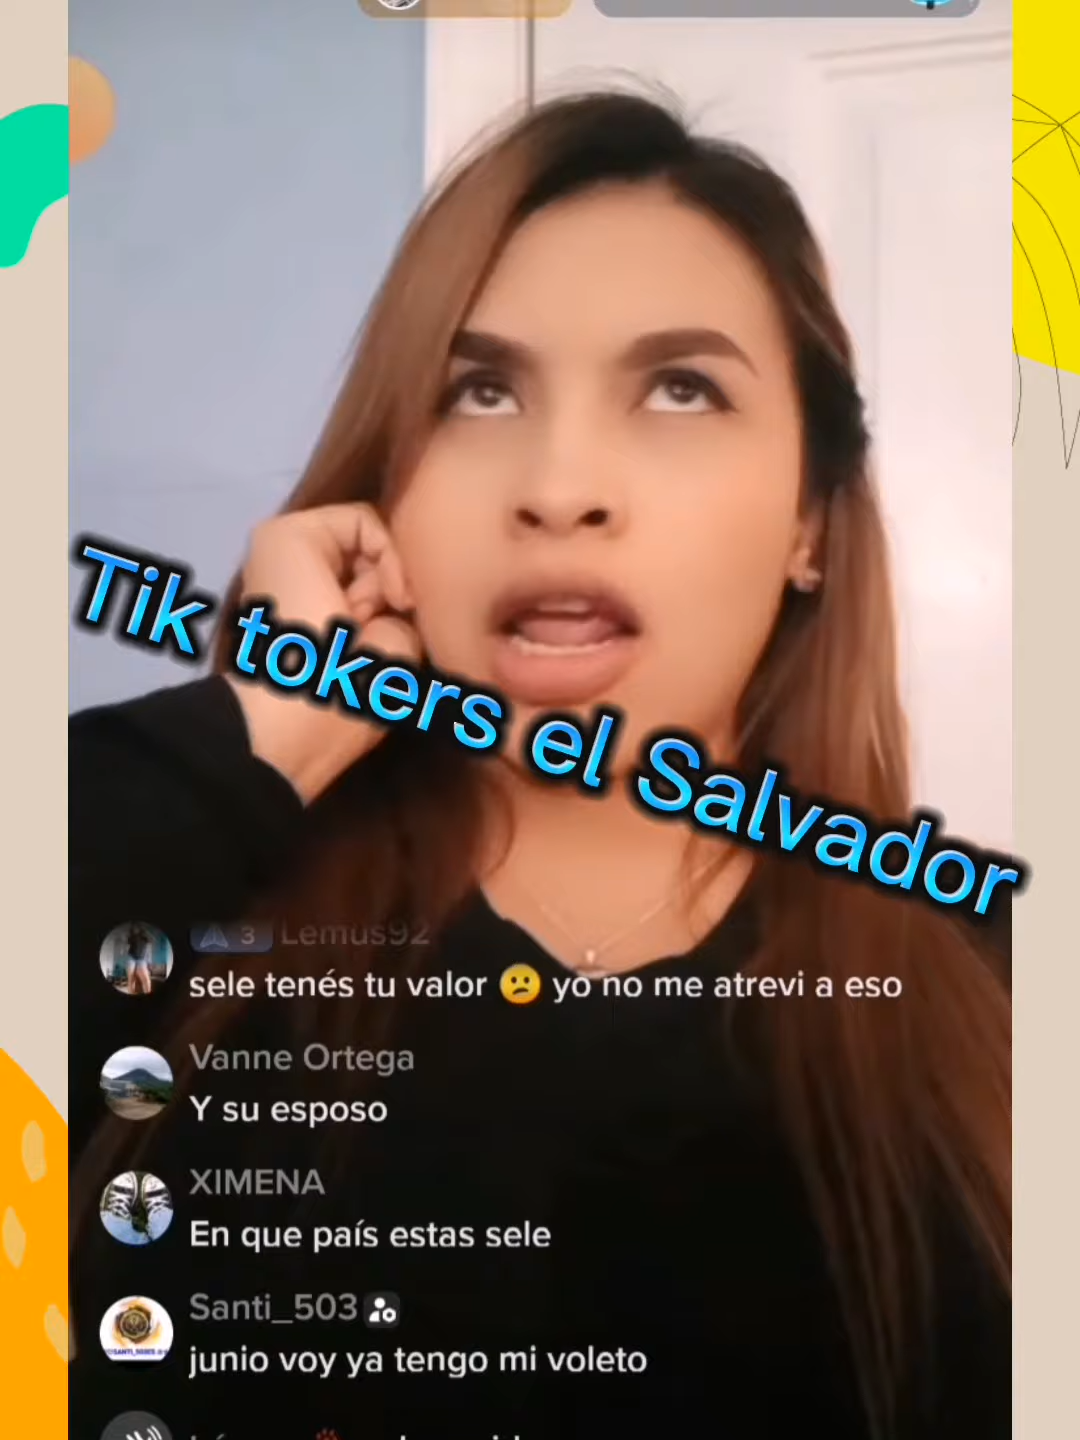 Tik tokers el Salvador
3 Lemus92
sele tenés tu valor 😕 yo no me atrevi a eso
Vanne Ortega
Y su esposo
XIMENA
En que país estas sele
Santi_503
junio voy ya tengo mi voleto